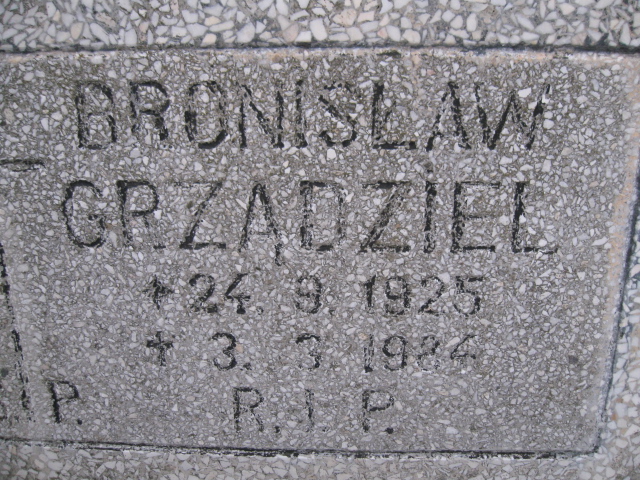 BRONISŁAW
GRZĄDZIEL
* 24. 9. 1925
† 3. 3. 1984
R. I. P.
P.